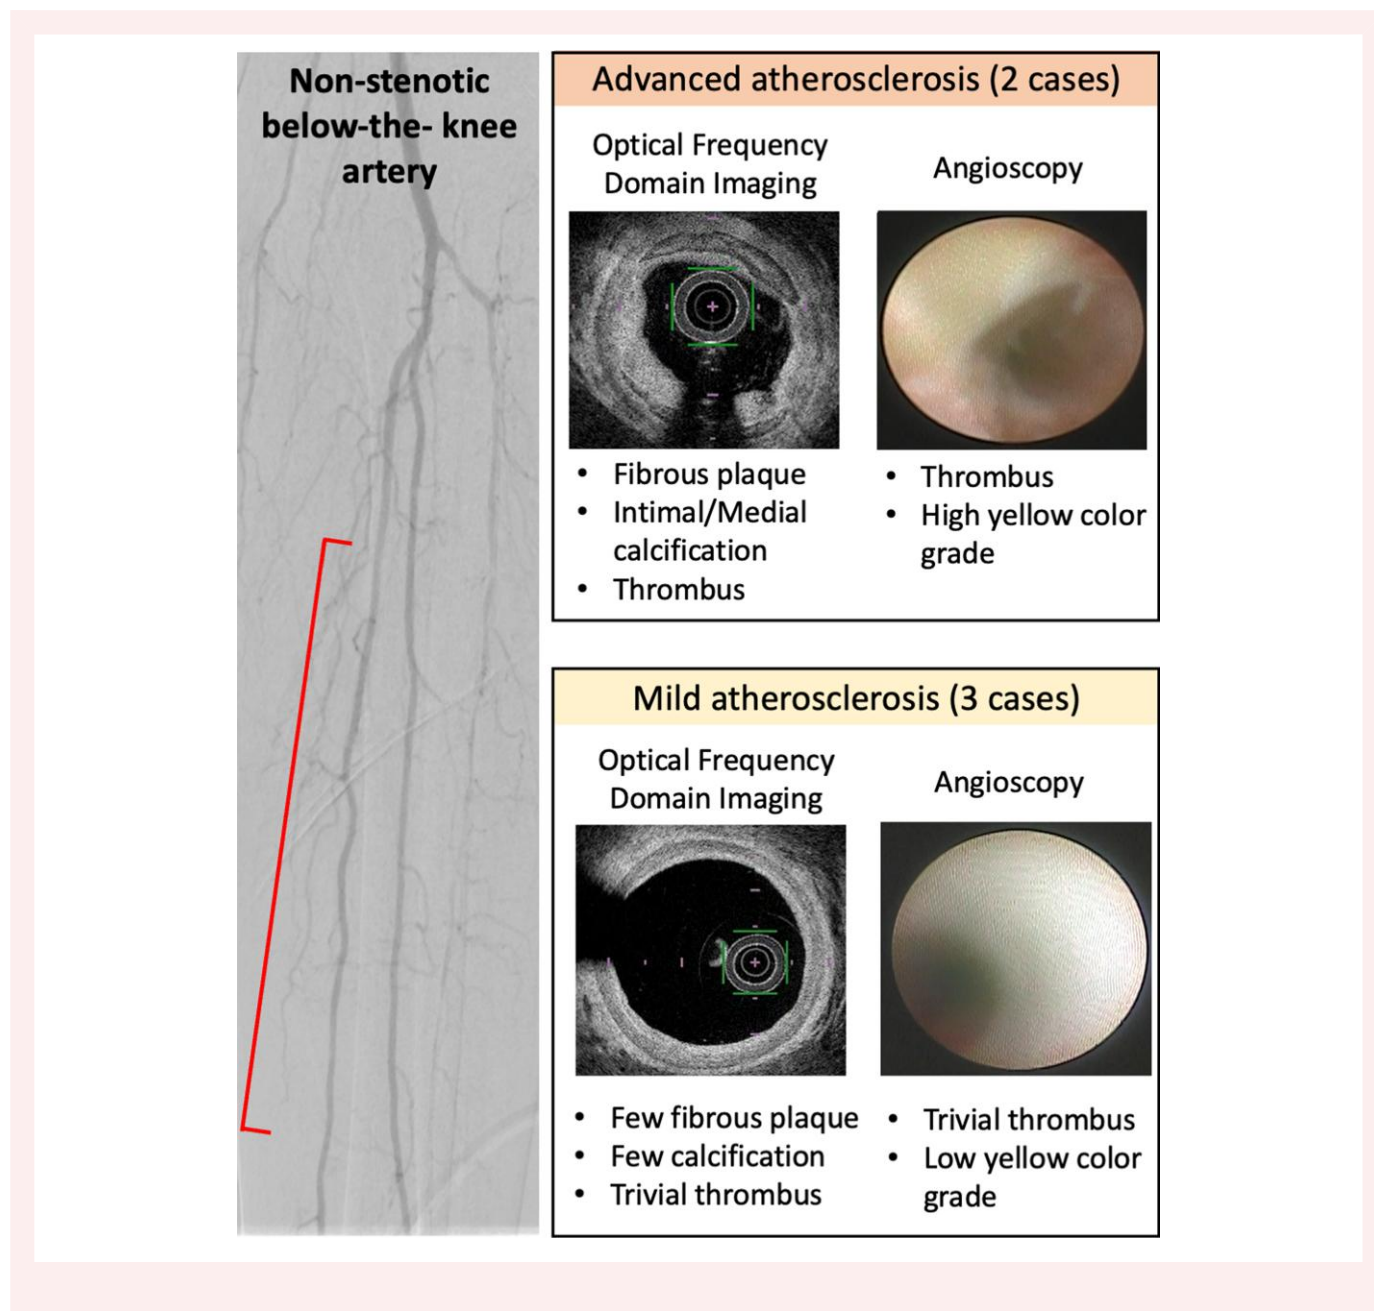 Non-stenotic
below-the- knee
artery
Advanced atherosclerosis (2 cases)
Optical Frequency
Domain Imaging
Angioscopy
• Fibrous plaque
• Intimal/Medial
calcification
• Thrombus
• Thrombus
• High yellow color
grade
Mild atherosclerosis (3 cases)
Optical Frequency
Domain Imaging
Angioscopy
• Few fibrous plaque
• Few calcification
• Trivial thrombus
• Trivial thrombus
• Low yellow color
grade